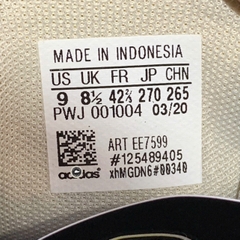 MADE IN INDONESIA
US UK FR JP CHN
9 8½ 42⅔ 270 265
PWJ 001004 03/20
ART EE7599
#125489405
adidas xhMGDN6#00340